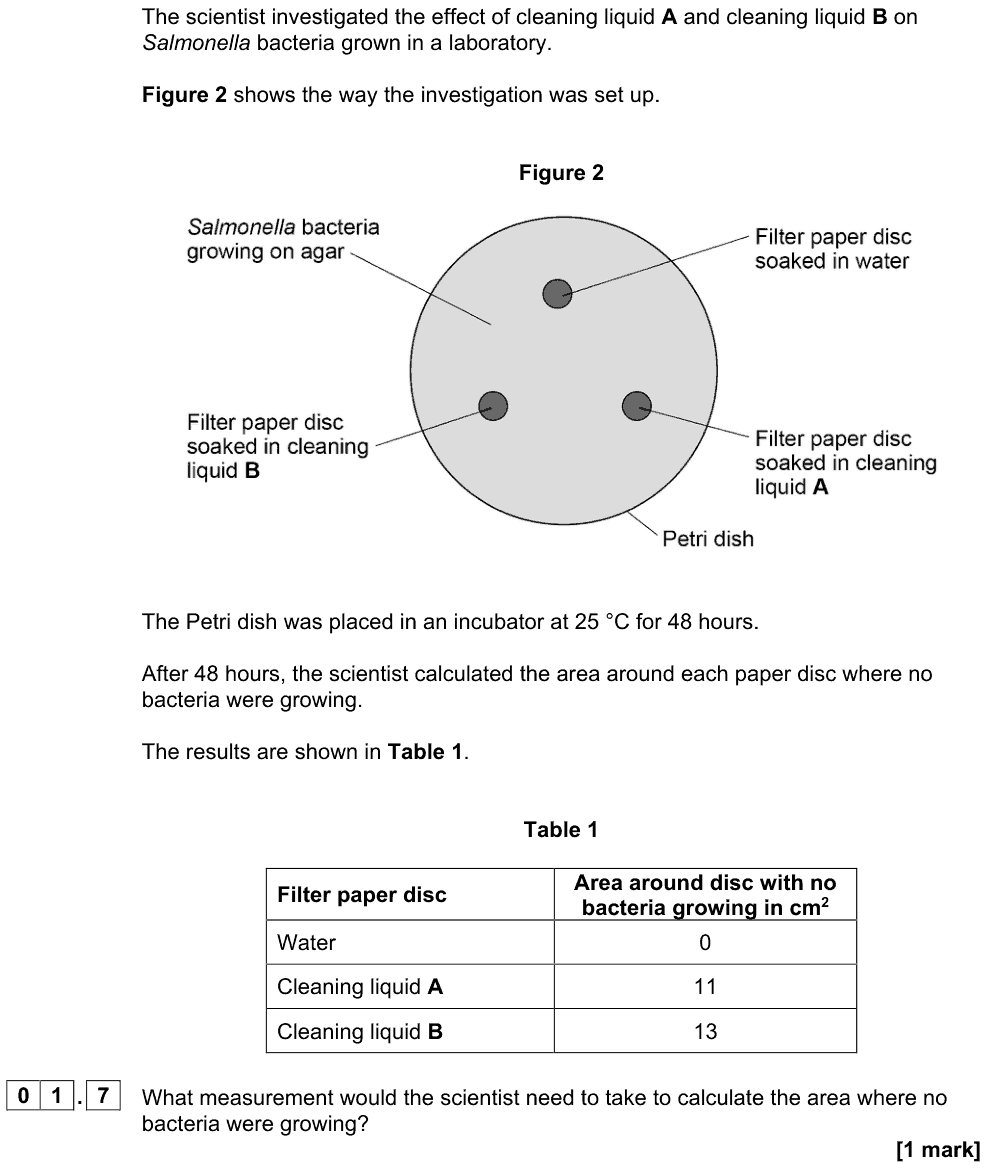 The scientist investigated the effect of cleaning liquid A and cleaning liquid B on
Salmonella bacteria grown in a laboratory.
Figure 2 shows the way the investigation was set up.
Figure 2
Salmonella bacteria
growing on agar
Filter paper disc
soaked in water
Filter paper disc
soaked in cleaning
liquid B
Filter paper disc
soaked in cleaning
liquid A
Petri dish
The Petri dish was placed in an incubator at 25 °C for 48 hours.
After 48 hours, the scientist calculated the area around each paper disc where no
bacteria were growing.
The results are shown in Table 1.
Table 1
Filter paper disc
Area around disc with no
bacteria growing in cm²
Water 0
Cleaning liquid A 11
Cleaning liquid B 13
0 1 . 7 What measurement would the scientist need to take to calculate the area where no
bacteria were growing?
[1 mark]